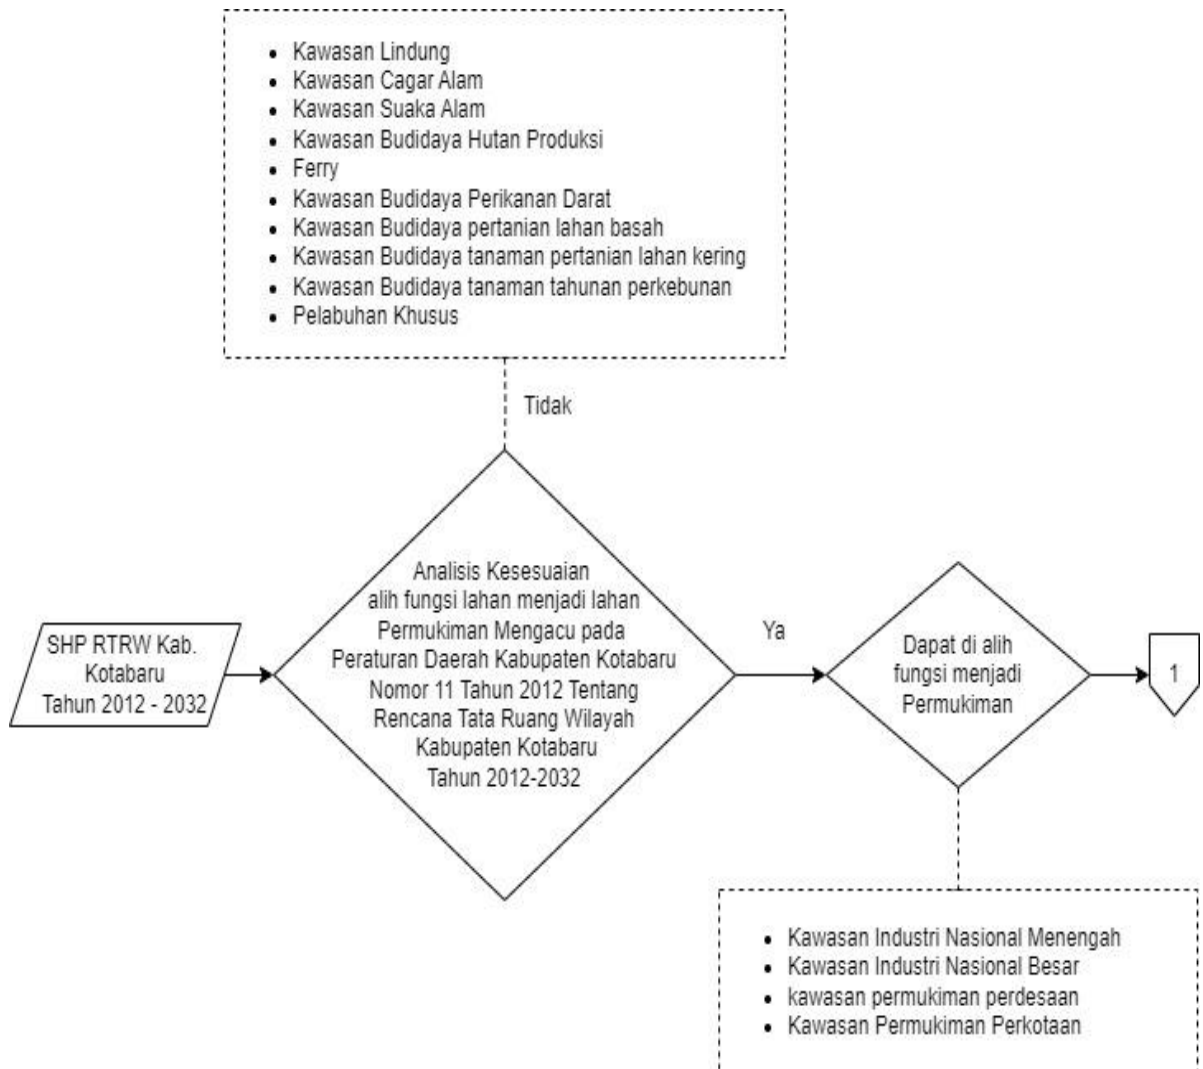 • Kawasan Lindung
• Kawasan Cagar Alam
• Kawasan Suaka Alam
• Kawasan Budidaya Hutan Produksi
• Ferry
• Kawasan Budidaya Perikanan Darat
• Kawasan Budidaya pertanian lahan basah
• Kawasan Budidaya tanaman pertanian lahan kering
• Kawasan Budidaya tanaman tahunan perkebunan
• Pelabuhan Khusus
Tidak
SHP RTRW Kab.
Kotabaru
Tahun 2012 - 2032
Analisis Kesesuaian
alih fungsi lahan menjadi lahan
Permukiman Mengacu pada
Peraturan Daerah Kabupaten Kotabaru
Nomor 11 Tahun 2012 Tentang
Rencana Tata Ruang Wilayah
Kabupaten Kotabaru
Tahun 2012-2032
Ya
Dapat di alih
fungsi menjadi
Permukiman
1
• Kawasan Industri Nasional Menengah
• Kawasan Industri Nasional Besar
• kawasan permukiman perdesaan
• Kawasan Permukiman Perkotaan